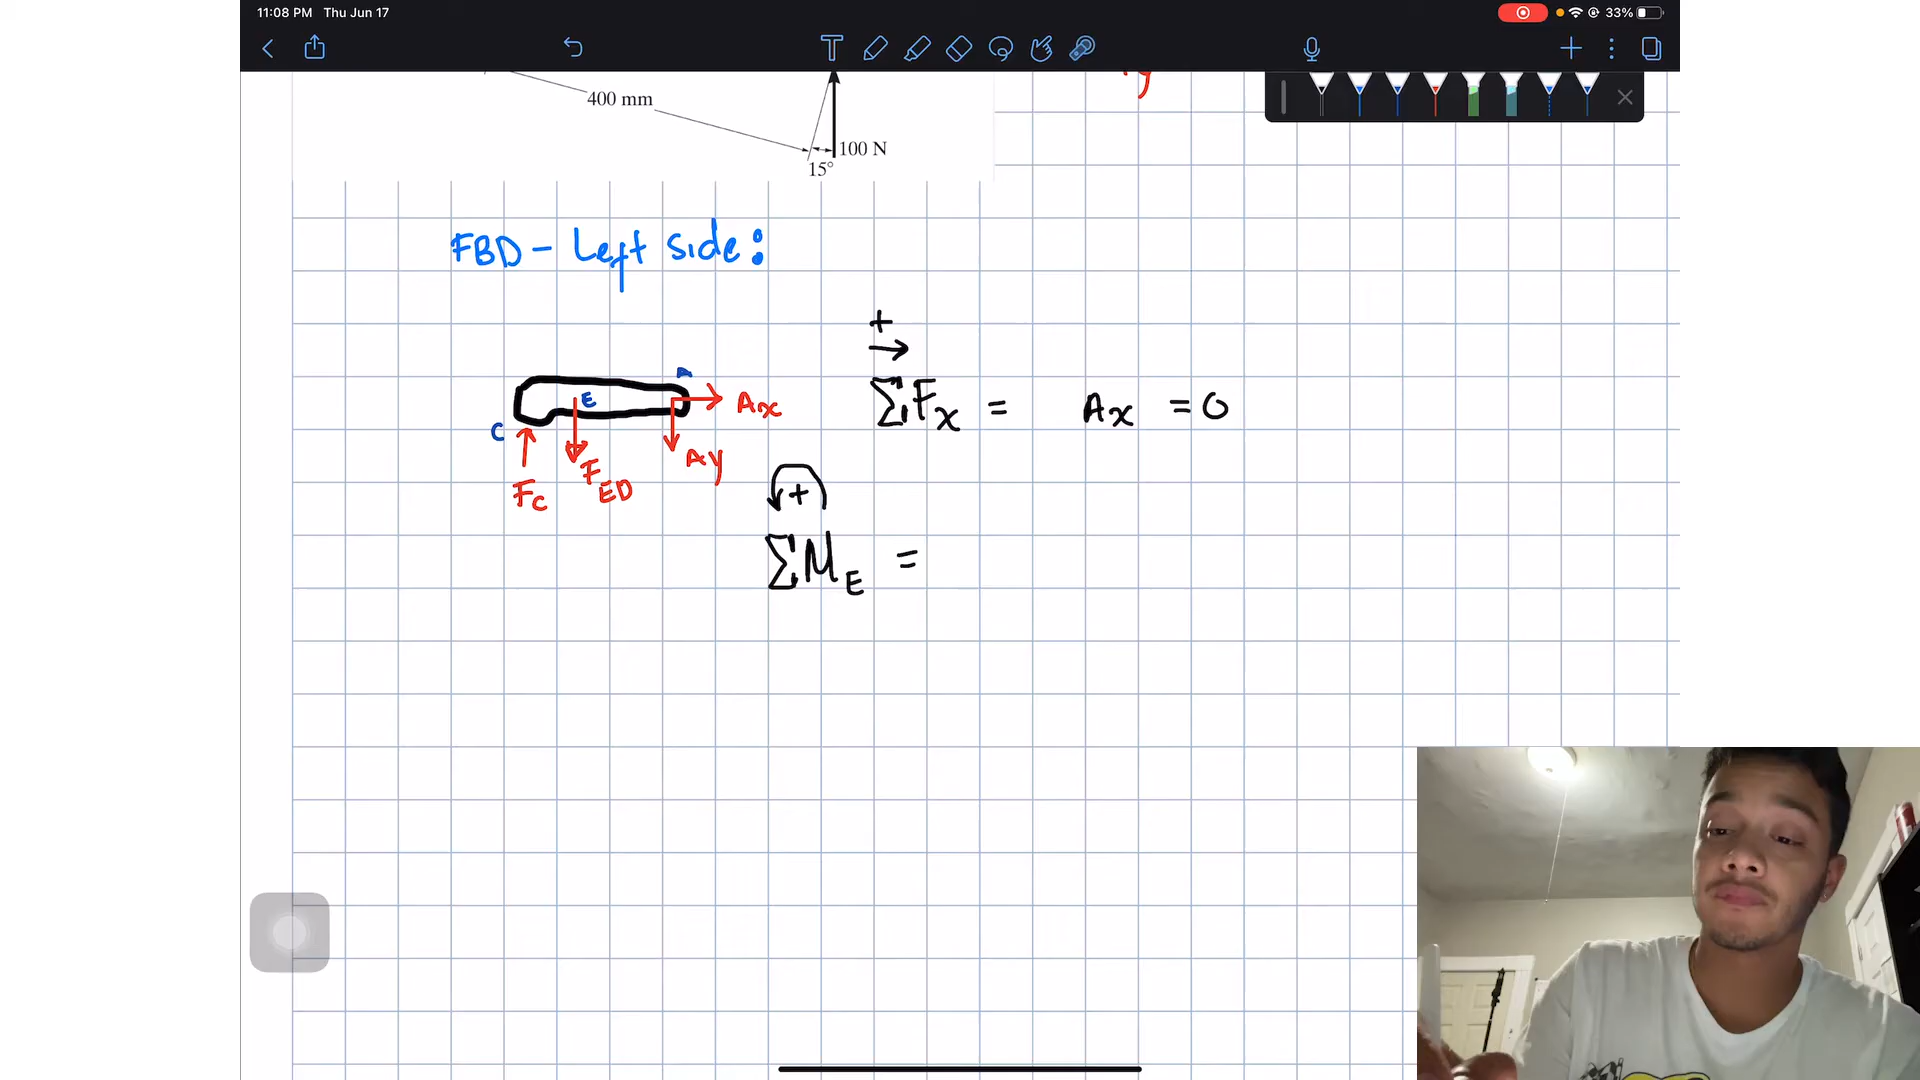 11:08 PM Thu Jun 17
33%
T
400 mm
y
100 N
15°
FBD - Left side:
+
→
A
E
Ax
ΣFx = Ax = 0
C
Ay
FED
Fc
+
ΣME =